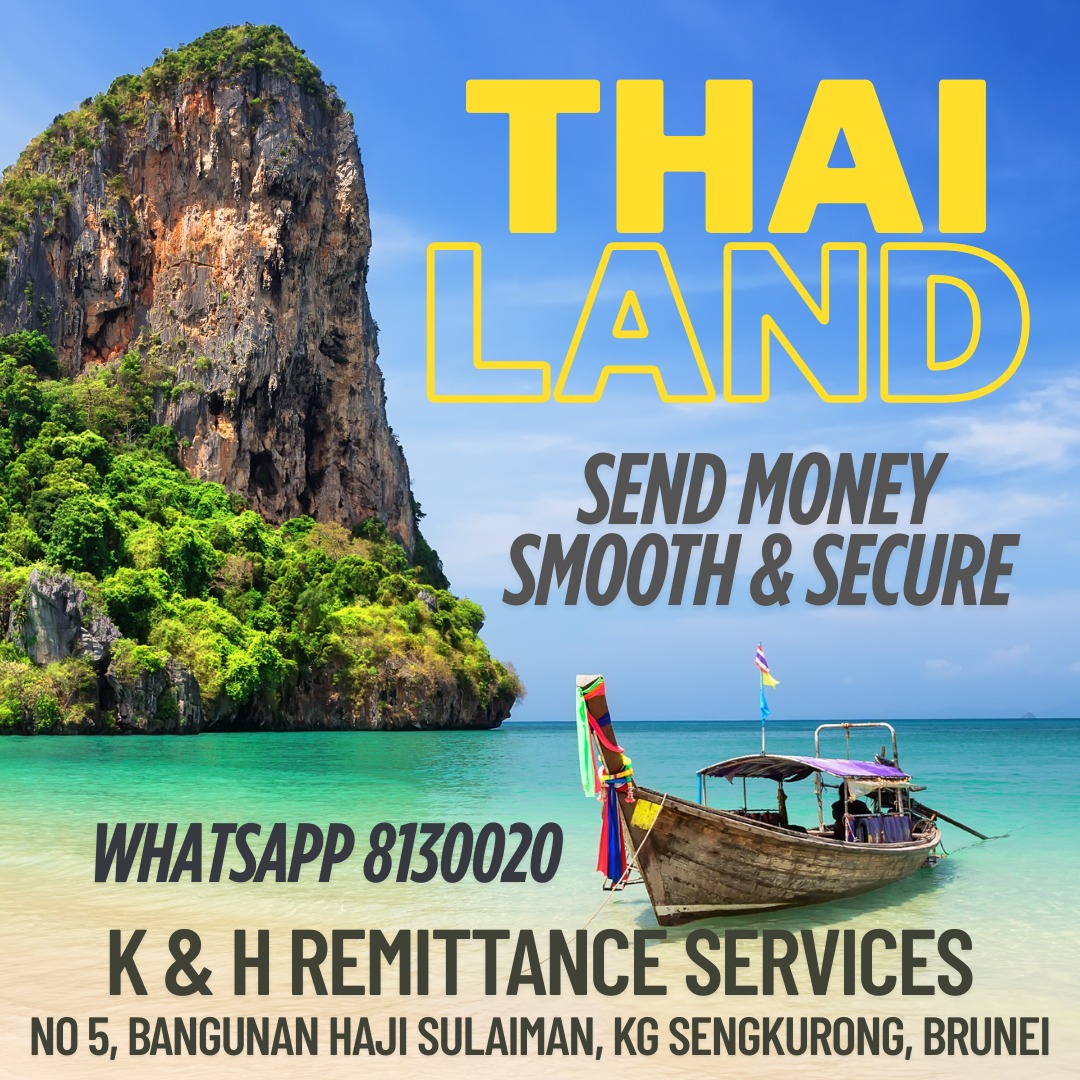 THAI
LAND
SEND MONEY
SMOOTH & SECURE
WHATSAPP 8130020
K & H REMITTANCE SERVICES
NO 5, BANGUNAN HAJI SULAIMAN, KG SENGKURONG, BRUNEI